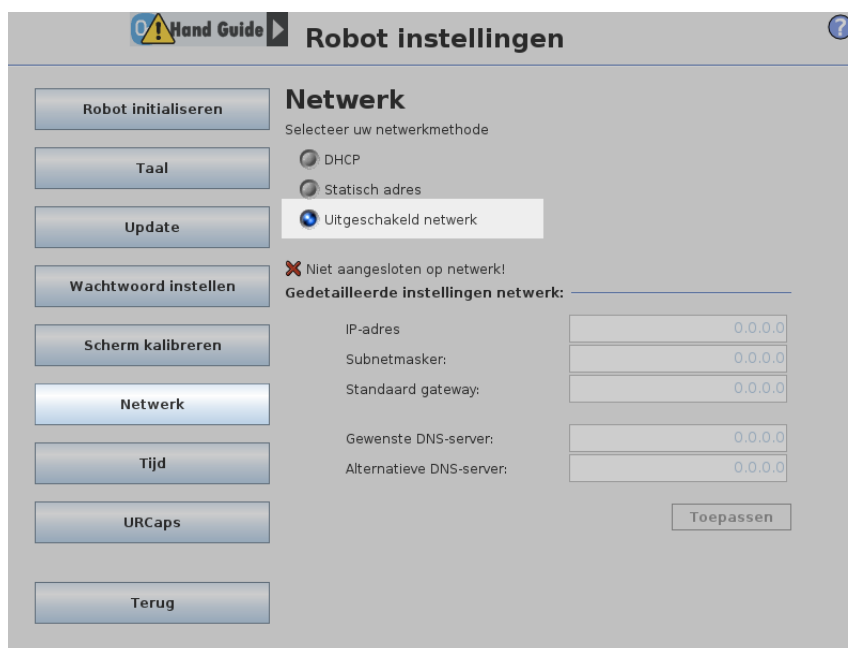 Hand Guide
Robot instellingen
?
Robot initialiseren
Taal
Update
Wachtwoord instellen
Scherm kalibreren
Netwerk
Tijd
URCaps
Terug
Netwerk
Selecteer uw netwerkmethode
DHCP
Statisch adres
Uitgeschakeld netwerk
Niet aangesloten op netwerk!
Gedetailleerde instellingen netwerk:
IP-adres 0.0.0.0
Subnetmasker: 0.0.0.0
Standaard gateway: 0.0.0.0
Gewenste DNS-server: 0.0.0.0
Alternatieve DNS-server: 0.0.0.0
Toepassen